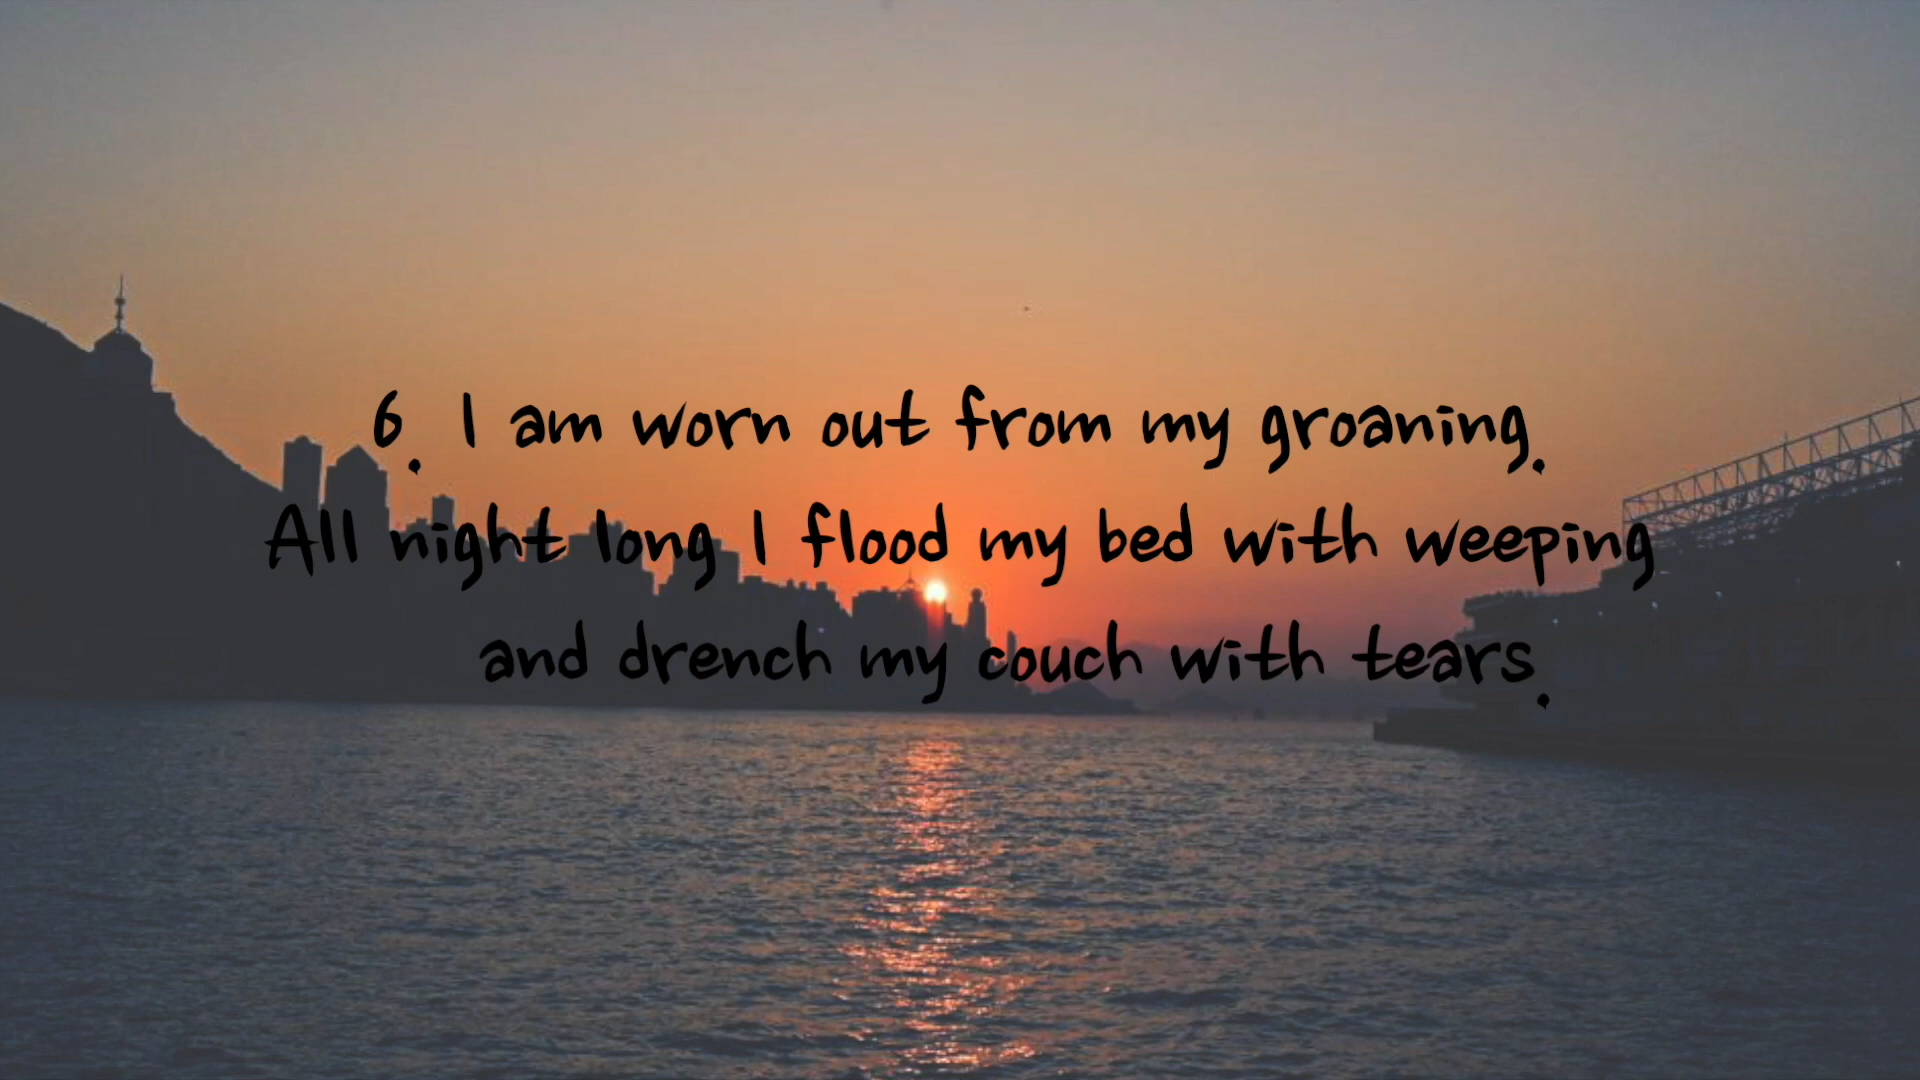 6. I am worn out from my groaning.
All night long I flood my bed with weeping
and drench my couch with tears.